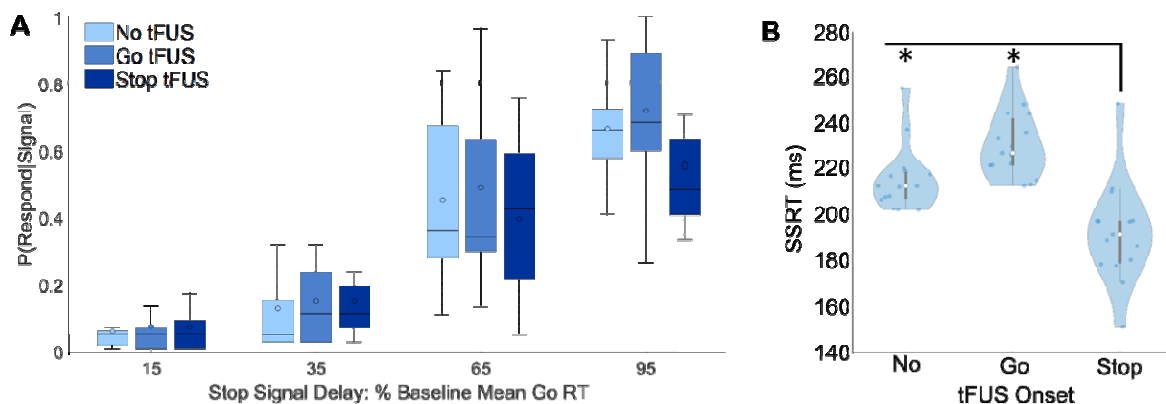 A
No tFUS
Go tFUS
Stop tFUS
P(Respond|Signal)
1
0.8
0.6
0.4
0.2
0
15 35 65 95
Stop Signal Delay: % Baseline Mean Go RT
B
* *
SSRT (ms)
280
260
240
220
200
180
160
140
No Go Stop
tFUS Onset